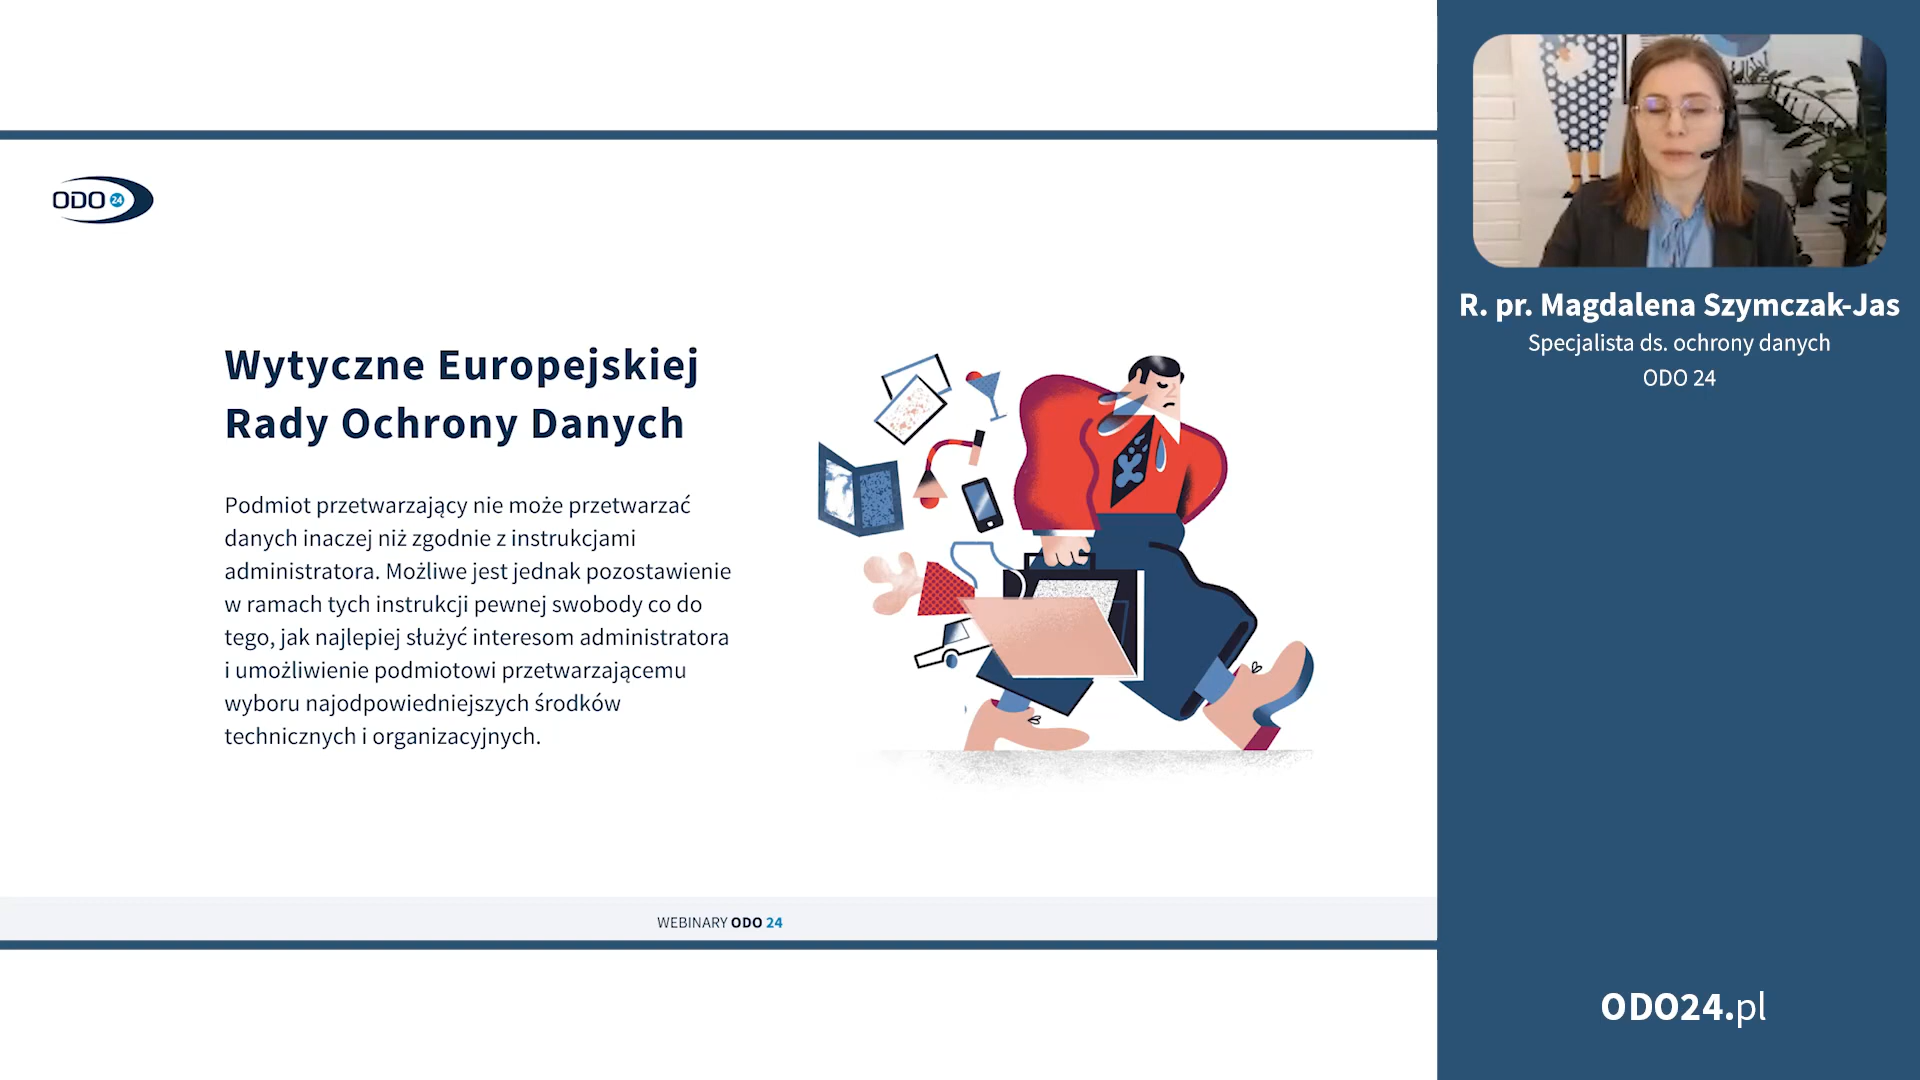 ODO 24
Wytyczne Europejskiej
Rady Ochrony Danych
Podmiot przetwarzający nie może przetwarzać
danych inaczej niż zgodnie z instrukcjami
administratora. Możliwe jest jednak pozostawienie
w ramach tych instrukcji pewnej swobody co do
tego, jak najlepiej służyć interesom administratora
i umożliwienie podmiotowi przetwarzającemu
wyboru najodpowiedniejszych środków
technicznych i organizacyjnych.
WEBINARY ODO 24
R. pr. Magdalena Szymczak-Jas
Specjalista ds. ochrony danych
ODO 24
ODO24.pl